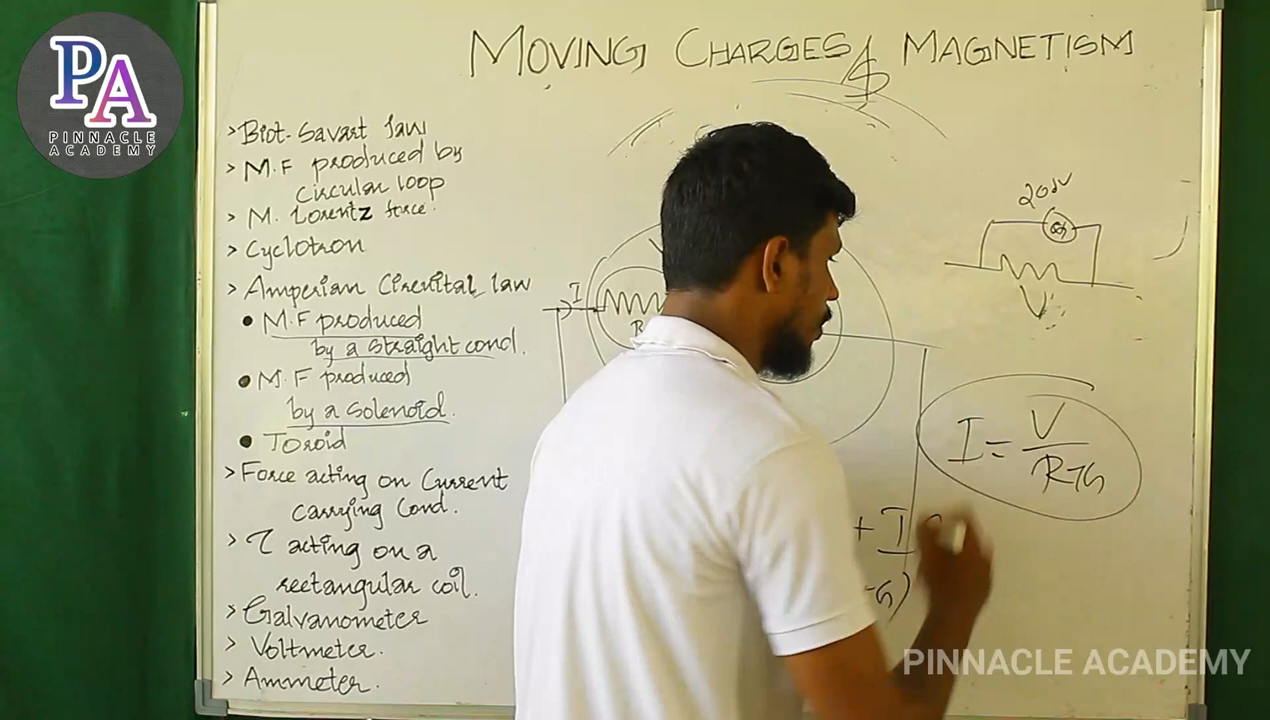 PA
PINNACLE
ACADEMY
MOVING CHARGES & MAGNETISM
> Biot-Savart law
> M.F produced by
circular loop
> M. Lorentz force.
> Cyclotron
> Amperian Circuital law
• M.F produced
by a straight cond.
• M.F produced
by a solenoid.
• Toroid
> Force acting on Current
carrying Cond.
> τ acting on a
rectangular coil.
> Galvanometer
> Voltmeter.
> Ammeter.
I
R
V
I = V
R+G
+ I
G)
PINNACLE ACADEMY